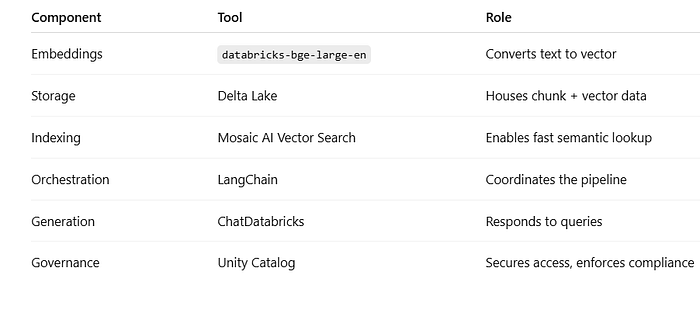 Component Tool Role
Embeddings databricks-bge-large-en Converts text to vector
Storage Delta Lake Houses chunk + vector data
Indexing Mosaic AI Vector Search Enables fast semantic lookup
Orchestration LangChain Coordinates the pipeline
Generation ChatDatabricks Responds to queries
Governance Unity Catalog Secures access, enforces compliance